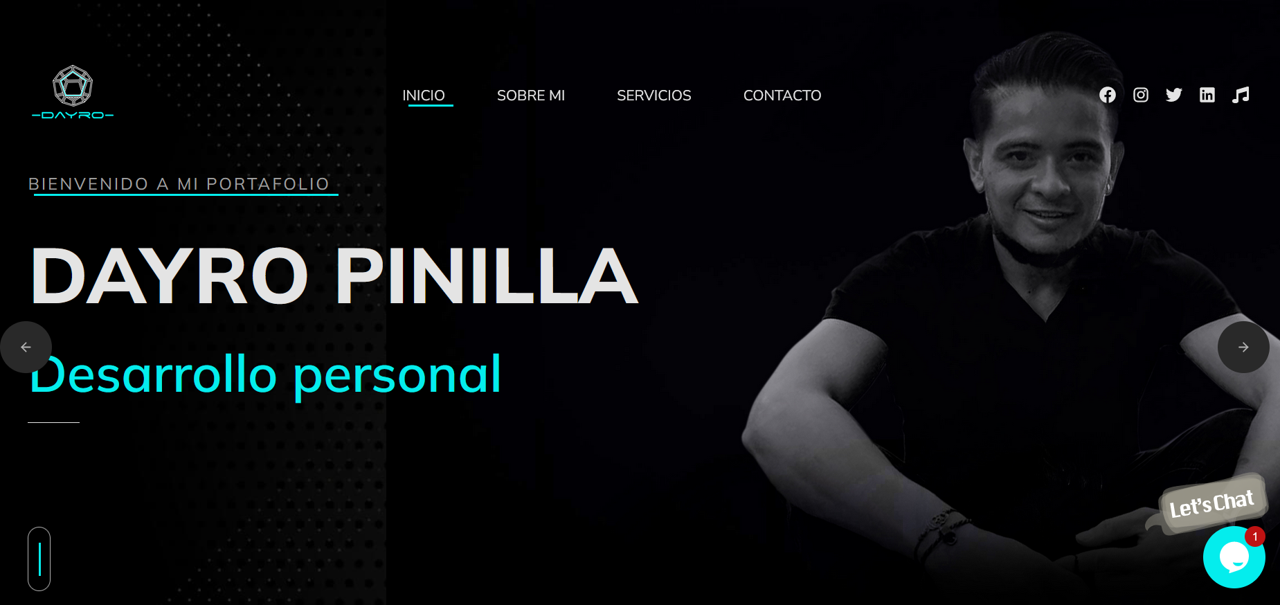 DAYRO
INICIO SOBRE MI SERVICIOS CONTACTO
BIENVENIDO A MI PORTAFOLIO
DAYRO PINILLA
Desarrollo personal
Let's Chat
1